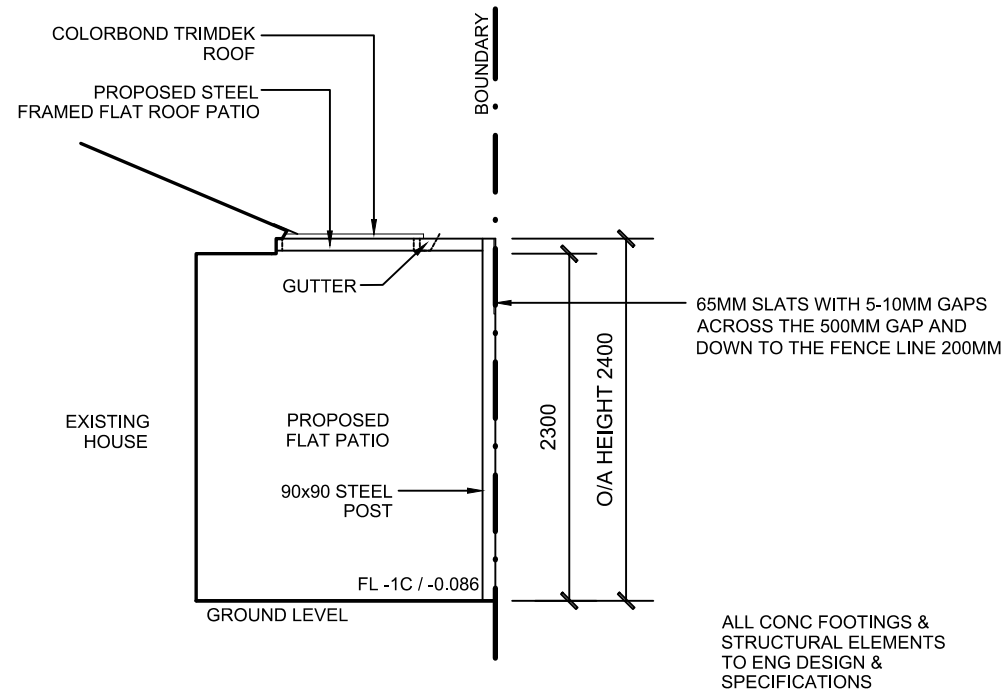 COLORBOND TRIMDEK
ROOF
PROPOSED STEEL
FRAMED FLAT ROOF PATIO
BOUNDARY
GUTTER
65MM SLATS WITH 5-10MM GAPS
ACROSS THE 500MM GAP AND
DOWN TO THE FENCE LINE 200MM
EXISTING
HOUSE
PROPOSED
FLAT PATIO
2300
O/A HEIGHT 2400
90x90 STEEL
POST
FL -1C / -0.086
GROUND LEVEL
ALL CONC FOOTINGS &
STRUCTURAL ELEMENTS
TO ENG DESIGN &
SPECIFICATIONS